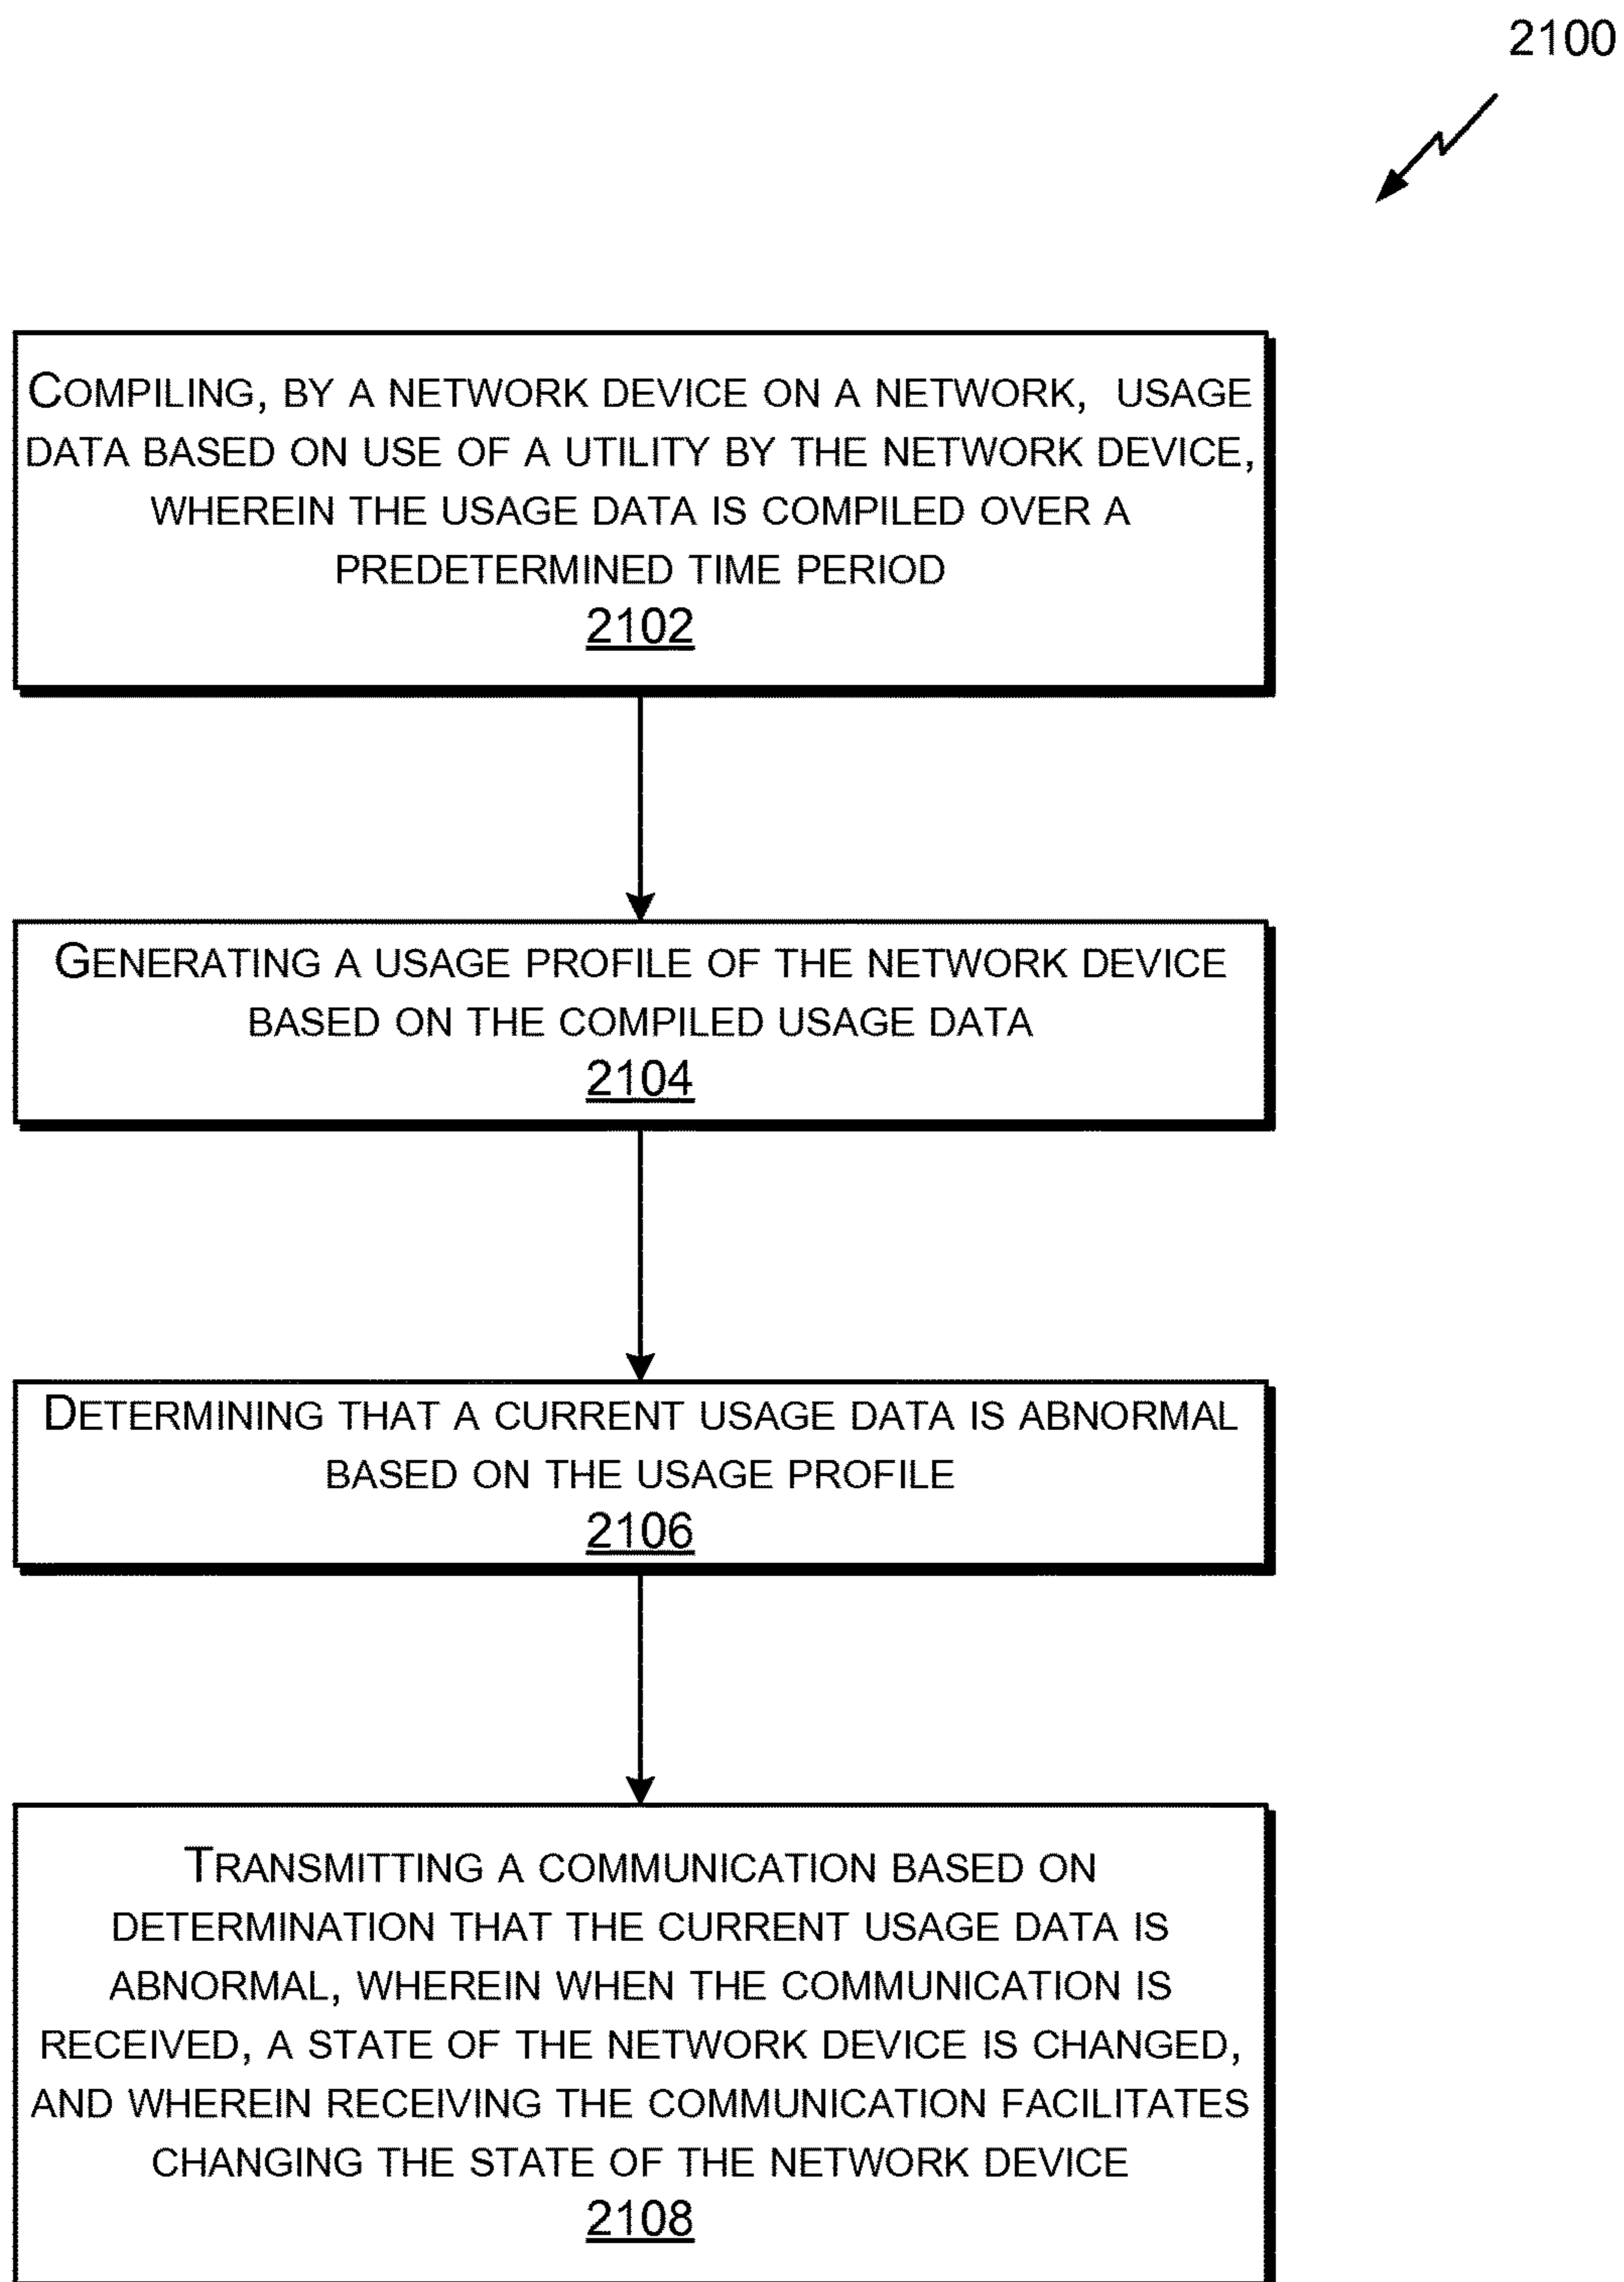 2100
COMPILING, BY A NETWORK DEVICE ON A NETWORK, USAGE
DATA BASED ON USE OF A UTILITY BY THE NETWORK DEVICE,
WHEREIN THE USAGE DATA IS COMPILED OVER A
PREDETERMINED TIME PERIOD
2102
GENERATING A USAGE PROFILE OF THE NETWORK DEVICE
BASED ON THE COMPILED USAGE DATA
2104
DETERMINING THAT A CURRENT USAGE DATA IS ABNORMAL
BASED ON THE USAGE PROFILE
2106
TRANSMITTING A COMMUNICATION BASED ON
DETERMINATION THAT THE CURRENT USAGE DATA IS
ABNORMAL, WHEREIN WHEN THE COMMUNICATION IS
RECEIVED, A STATE OF THE NETWORK DEVICE IS CHANGED,
AND WHEREIN RECEIVING THE COMMUNICATION FACILITATES
CHANGING THE STATE OF THE NETWORK DEVICE
2108